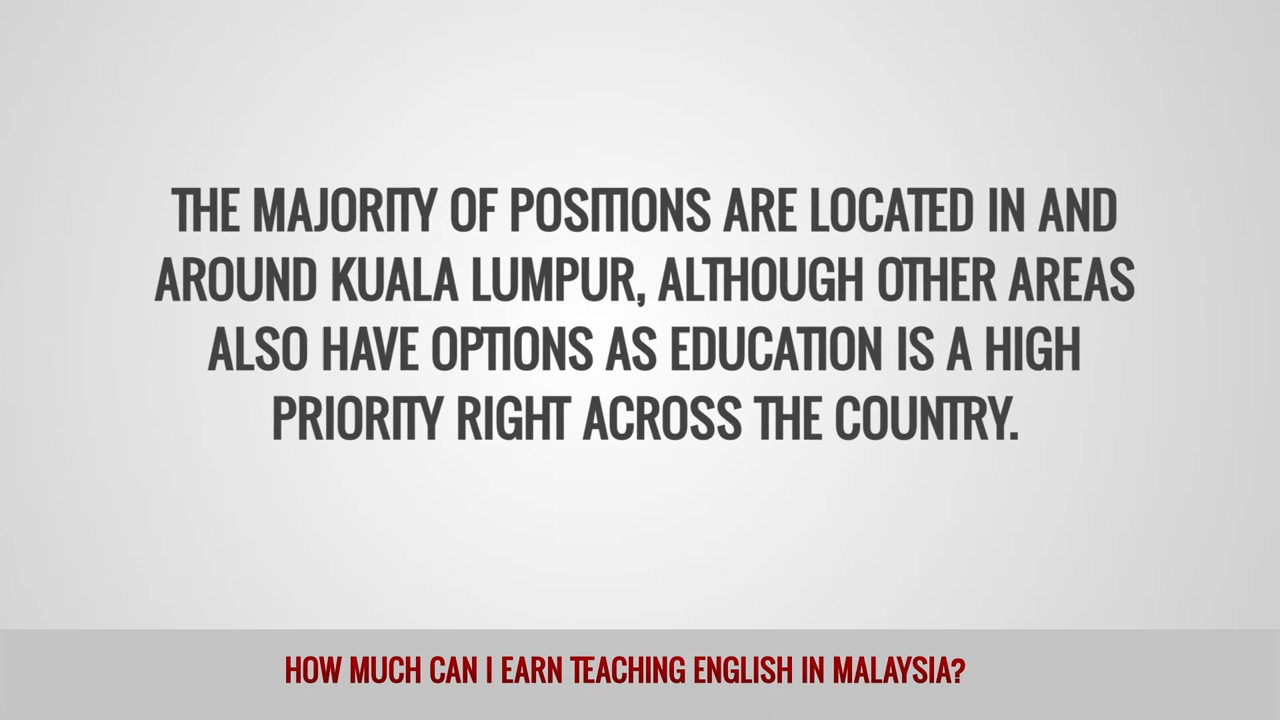 THE MAJORITY OF POSITIONS ARE LOCATED IN AND
AROUND KUALA LUMPUR, ALTHOUGH OTHER AREAS
ALSO HAVE OPTIONS AS EDUCATION IS A HIGH
PRIORITY RIGHT ACROSS THE COUNTRY.
HOW MUCH CAN I EARN TEACHING ENGLISH IN MALAYSIA?